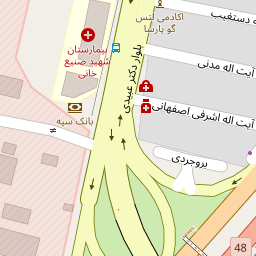 آکادمی لتس
گو پارسا
ه دستغیب
بیمارستان
شهید صنیع
خانی
بلوار دکتر عبیدی
آیت اله مدنی
بانک سپه
آیت اله اشرفی اصفهانی
بروجردی
48